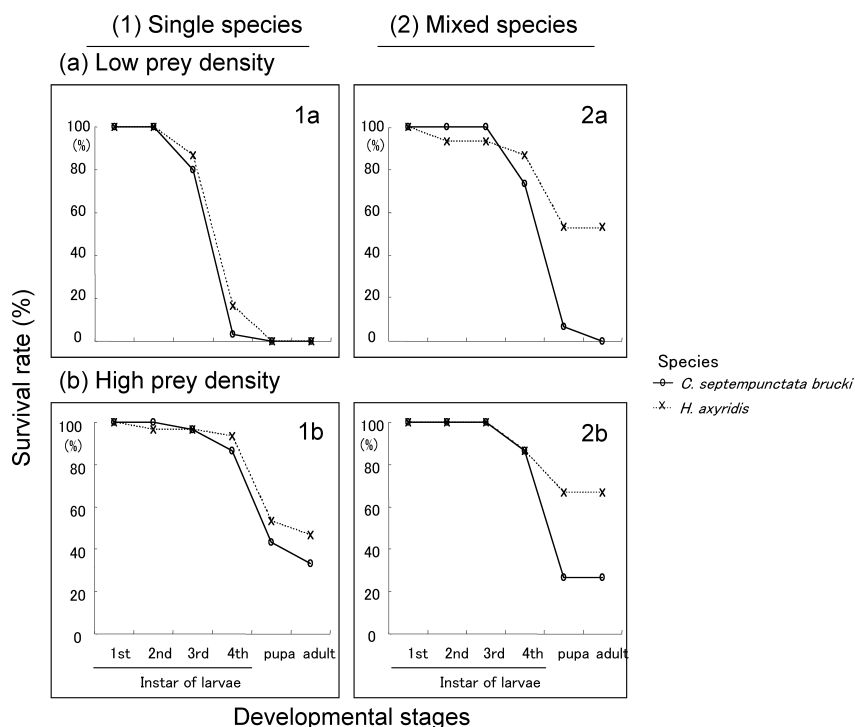 (1) Single species
(2) Mixed species
(a) Low prey density
1a
100
(%)
80
60
40
20
0
2a
100
(%)
80
60
40
20
0
Survival rate (%)
Species
C. septempunctata brucki
H. axyridis
(b) High prey density
1b
100
(%)
80
60
40
20
0
1st 2nd 3rd 4th pupa adult
Instar of larvae
2b
100
(%)
80
60
40
20
0
1st 2nd 3rd 4th pupa adult
Instar of larvae
Developmental stages